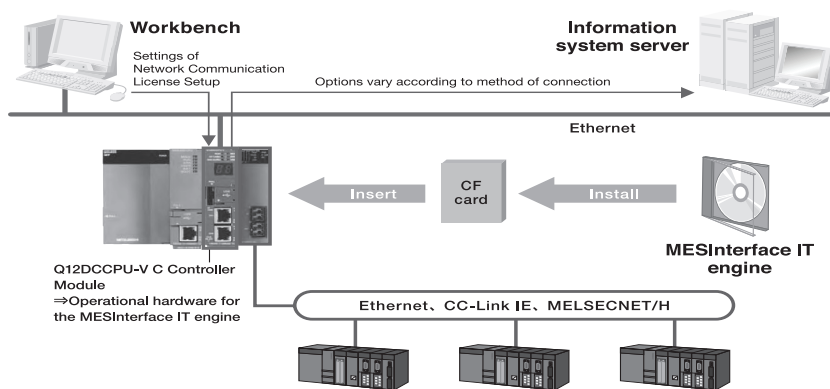 Workbench
Settings of
Network Communication
License Setup
Information
system server
Options vary according to method of connection
Ethernet
Insert
CF
card
Install
MESInterface IT
engine
Q12DCCPU-V C Controller
Module
⇒Operational hardware for
the MESInterface IT engine
Ethernet、CC-Link IE、MELSECNET/H